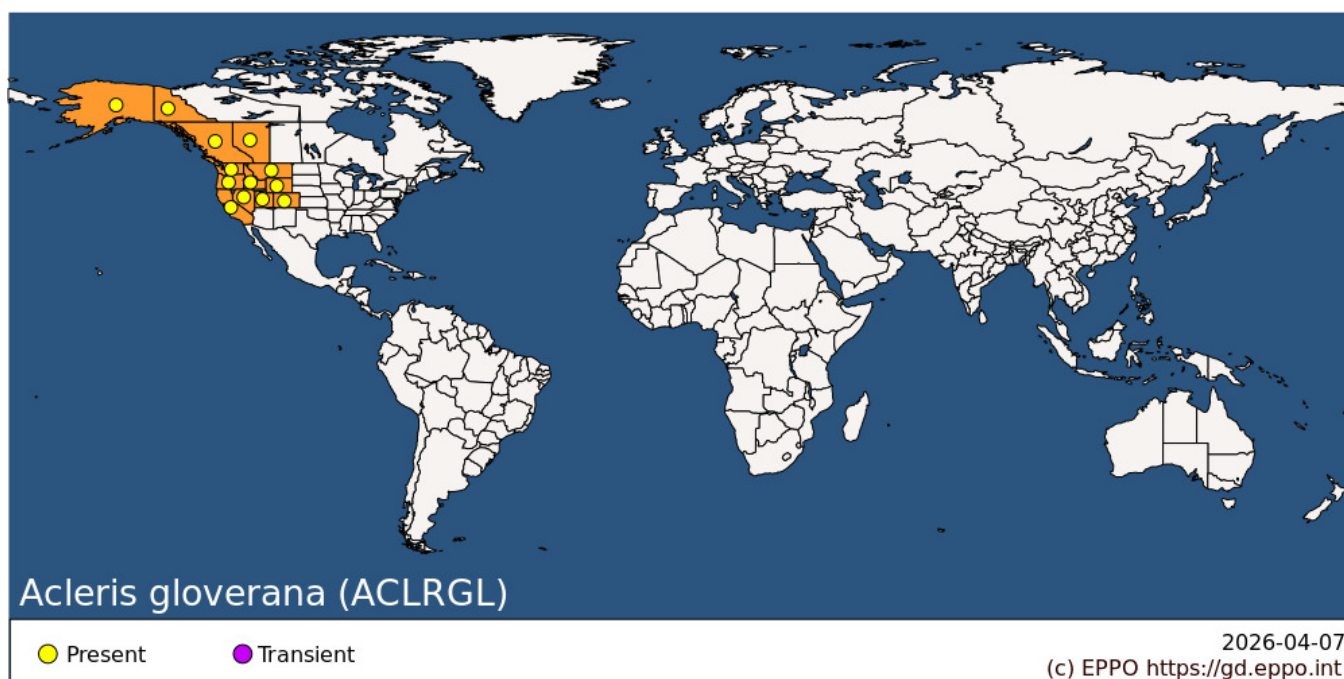 Acleris gloverana (ACLRGL)
Present
Transient
2026-04-07
(c) EPPO https://gd.eppo.int